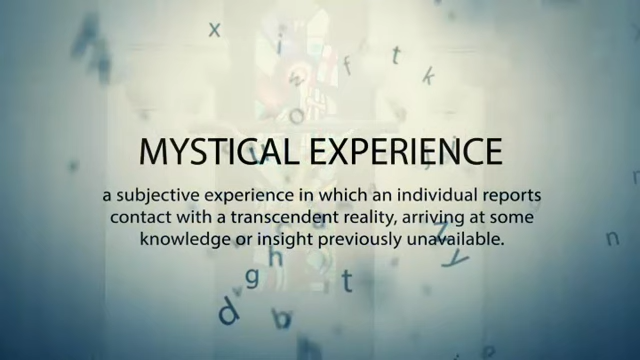 MYSTICAL EXPERIENCE
a subjective experience in which an individual reports
contact with a transcendent reality, arriving at some
knowledge or insight previously unavailable.